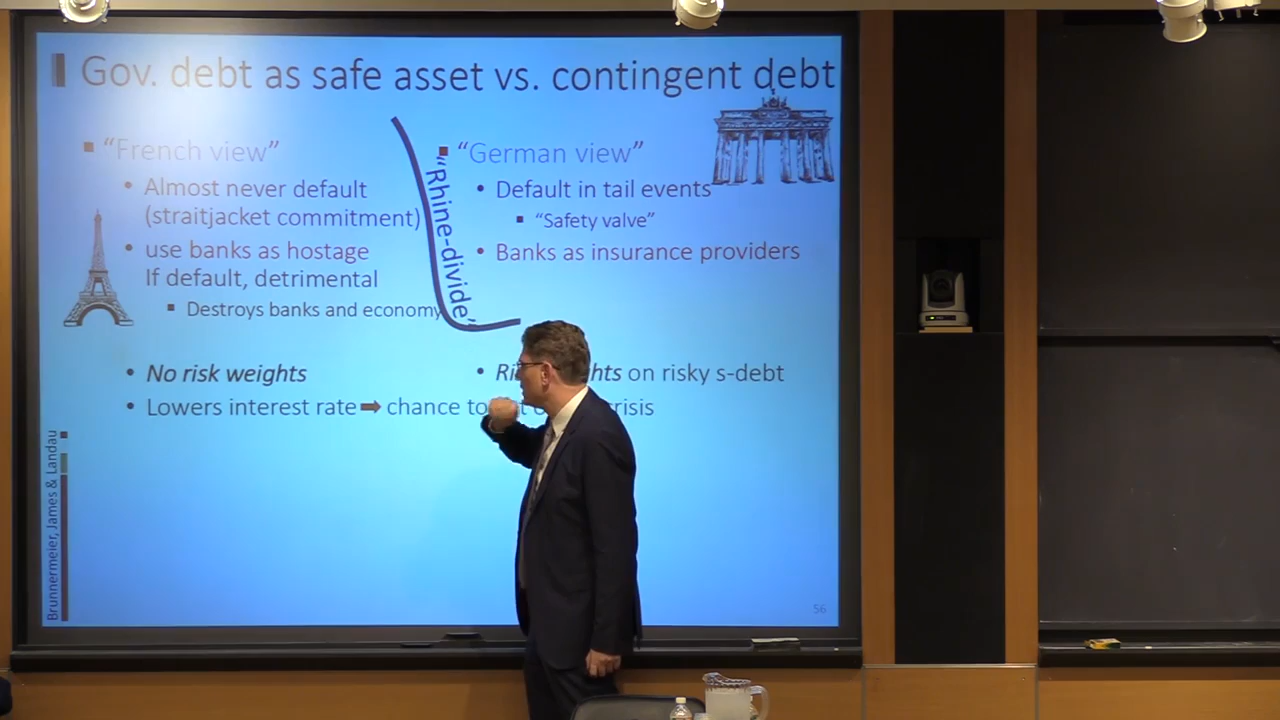 Gov. debt as safe asset vs. contingent debt
"French view"
Almost never default
(straitjacket commitment)
use banks as hostage
If default, detrimental
Destroys banks and economy
No risk weights
Lowers interest rate ➡ chance to
"Rhine-divide"
"German view"
Default in tail events
"Safety valve"
Banks as insurance providers
on risky s-debt
Brunnermeier, James & Landau
56